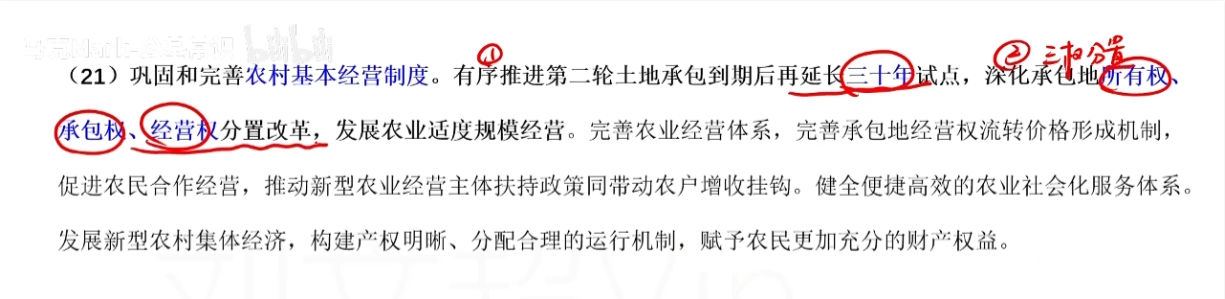 ① ② 三权分置
（21）巩固和完善农村基本经营制度。有序推进第二轮土地承包到期后再延长三十年试点，深化承包地所有权、
承包权、经营权分置改革，发展农业适度规模经营。完善农业经营体系，完善承包地经营权流转价格形成机制，
促进农民合作经营，推动新型农业经营主体扶持政策同带动农户增收挂钩。健全便捷高效的农业社会化服务体系。
发展新型农村集体经济，构建产权明晰、分配合理的运行机制，赋予农民更加充分的财产权益。